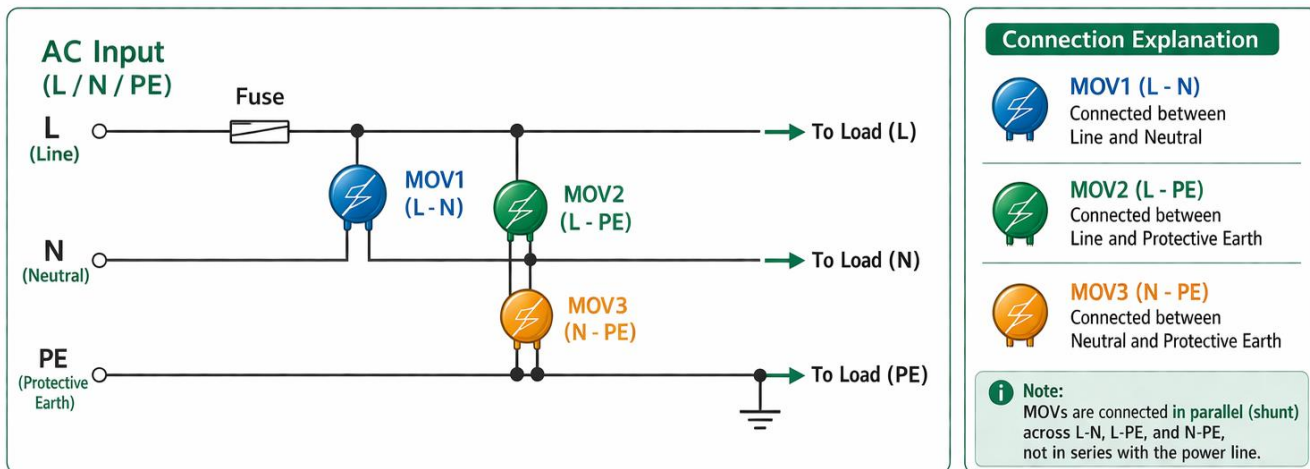 AC Input
(L / N / PE)
Fuse
L
(Line)
To Load (L)
MOV1
(L - N)
MOV2
(L - PE)
N
(Neutral)
To Load (N)
MOV3
(N - PE)
PE
(Protective
Earth)
To Load (PE)
Connection Explanation
MOV1 (L - N)
Connected between
Line and Neutral
MOV2 (L - PE)
Connected between
Line and Protective Earth
MOV3 (N - PE)
Connected between
Neutral and Protective Earth
i Note:
MOVs are connected in parallel (shunt)
across L-N, L-PE, and N-PE,
not in series with the power line.